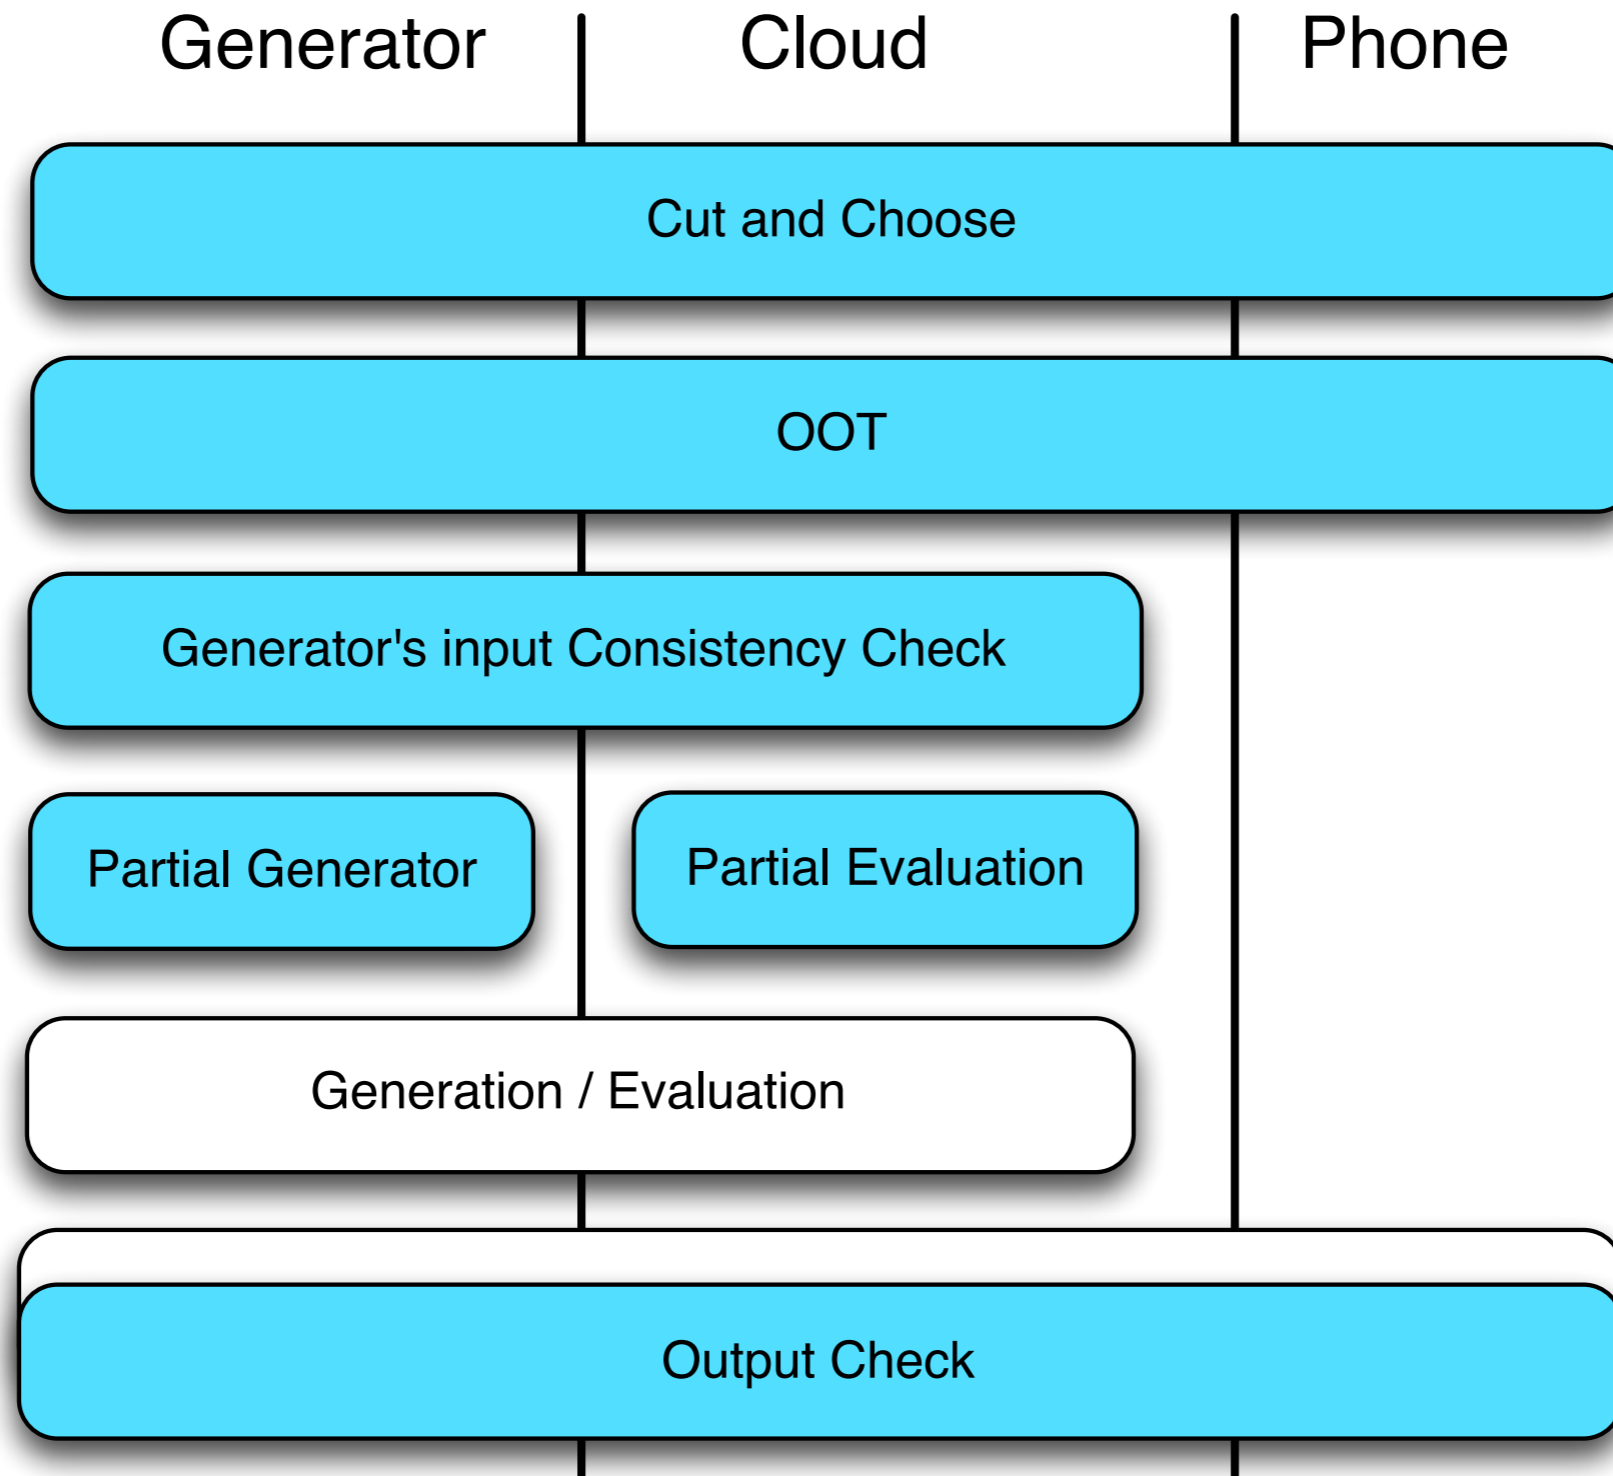 Generator Cloud Phone
Cut and Choose
OOT
Generator's input Consistency Check
Partial Generator Partial Evaluation
Generation / Evaluation
Output Check